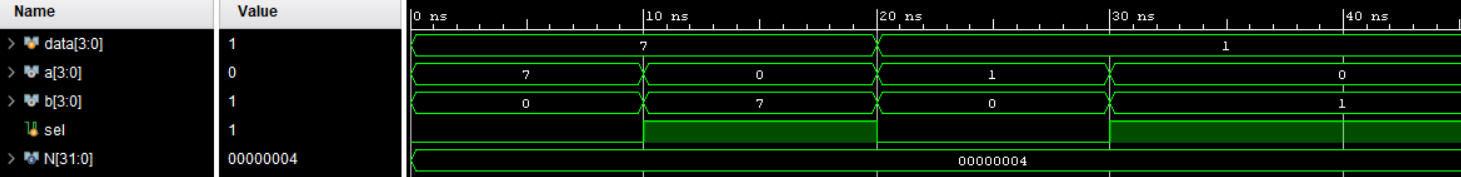 Name Value 0 ns 10 ns 20 ns 30 ns 40 ns
data[3:0] 1 7 1
a[3:0] 0 7 0 1 0
b[3:0] 1 0 7 0 1
sel 1
N[31:0] 00000004 00000004